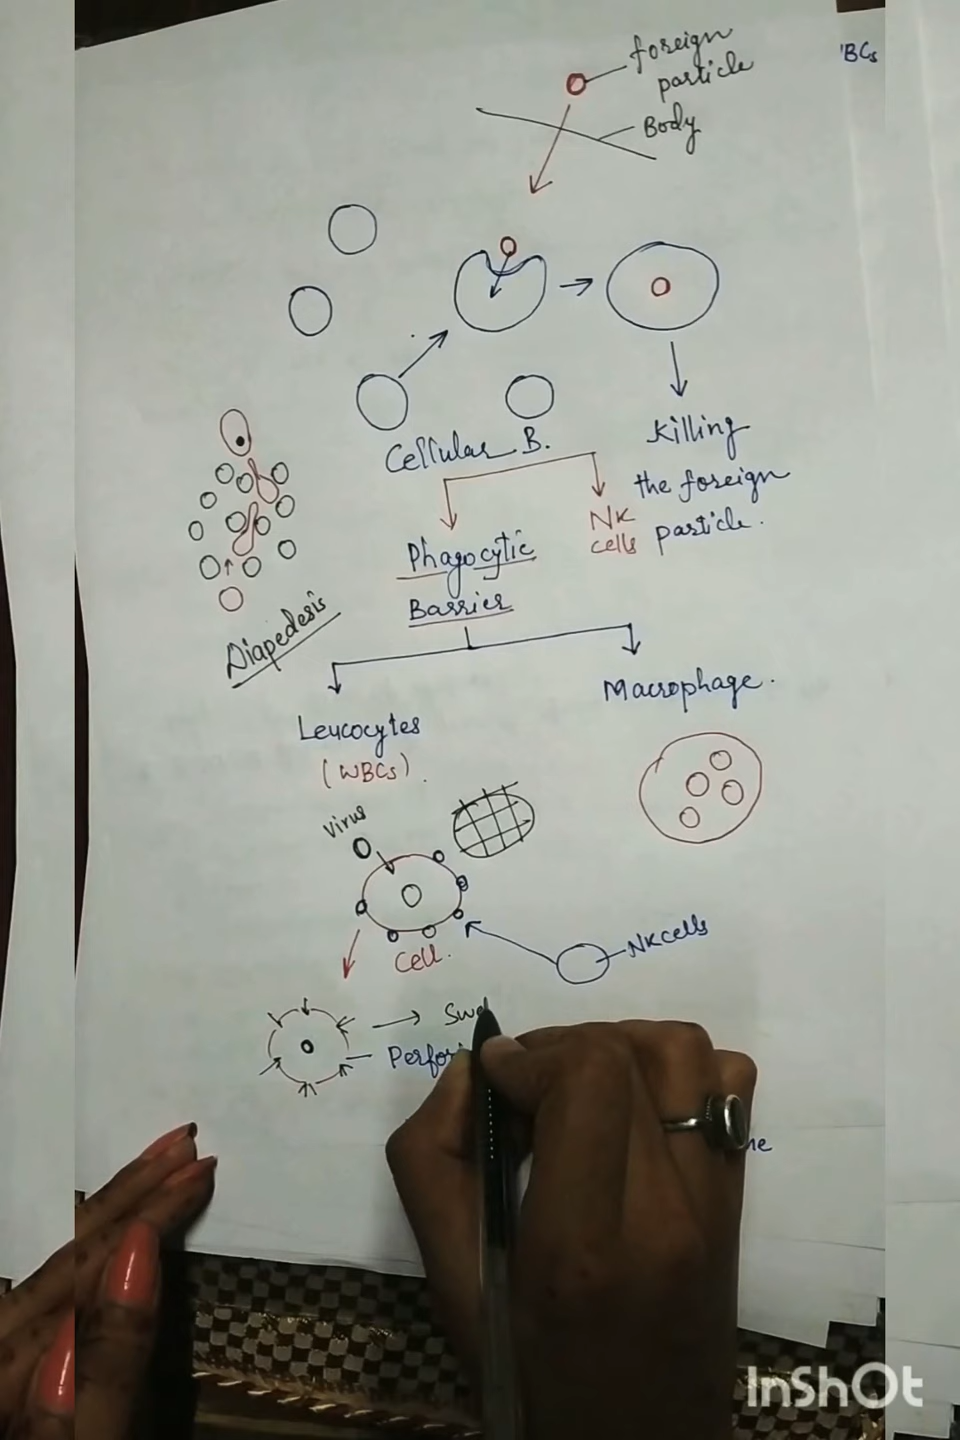 foreign
particle
Body
BCs
Cellular B.
Killing
the foreign
particle.
NK
cells
Phagocytic
Barrier
Diapedesis
Leucocytes
(WBCs).
Macrophage.
Virus
Cell.
NK cells
InShOt